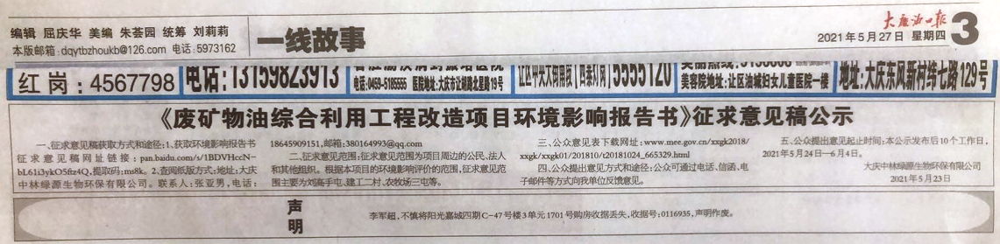 编辑 屈庆华 美编 朱荟园 统筹 刘莉莉
本版邮箱:dqytbzhoukb@126.com 电话:5973162
一线故事
大庆油田报
2021年5月27日 星期四
3
红岗:4567798
电话:13159823913
电话:0459-5185555 医院地址:大庆市让胡路北星路19号
5555120
美容院地址:让区油城妇女儿童医院一楼
地址:大庆东风新村纬七路129号
《废矿物油综合利用工程改造项目环境影响报告书》征求意见稿公示
一、征求意见稿获取方式和途径:1、获取环境影响报告书
征求意见稿网址链接:pan.baidu.com/s/1BDVHccN-
bL61i3ykO5ftz4Q,提取码:ms8k。2、查阅纸版方式:地址:大庆
中林绿源生物环保有限公司。联系人:张亚男,电话:
18645909151,邮箱:380164993@qq.com
二、征求意见范围:征求意见范围为项目周边的公民、法人
和其他组织。根据本项目的环境影响评价的范围,征求意见范
围主要为刘高手屯、建工二村、农牧场三屯等。
三、公众意见表下载网址:www.mee.gov.cn/xxgk2018/
xxgk/xxgk01/201810/t20181024_665329.html
四、公众提出意见方式和途径:公众可通过电话、信函、电
子邮件等方式向我单位反馈意见。
五、公众提出意见起止时间:本公示发布后10个工作日,
2021年5月24日—6月4日。
大庆中林绿源生物环保有限公司
2021年5月23日
声明
李军超,不慎将阳光嘉城四期C-47号楼3单元1701号购房收据丢失,收据号:0116935,声明作废。